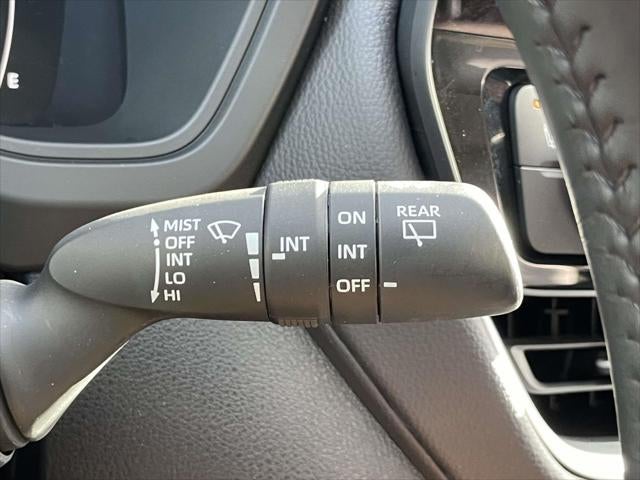 E
MIST
OFF
INT
LO
HI
INT
ON
INT
OFF
REAR